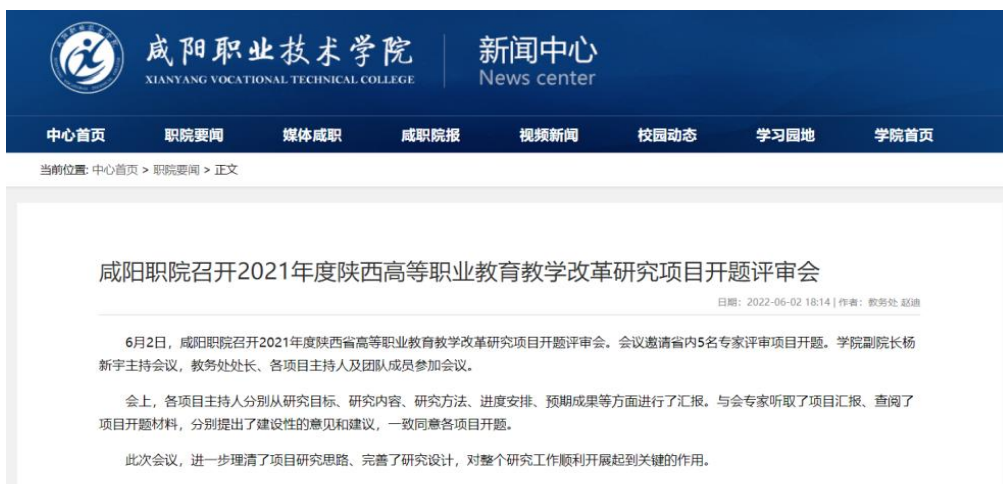 咸阳职业技术学院
XIANYANG VOCATIONAL TECHNICAL COLLEGE
新闻中心
News center
中心首页 职院要闻 媒体咸职 咸职院报 视频新闻 校园动态 学习园地 学院首页
当前位置: 中心首页 > 职院要闻 > 正文
咸阳职院召开2021年度陕西高等职业教育教学改革研究项目开题评审会
日期: 2022-06-02 18:14 | 作者: 教务处 赵迪
6月2日，咸阳职院召开2021年度陕西省高等职业教育教学改革研究项目开题评审会。会议邀请省内5名专家评审项目开题。学院副院长杨
新宇主持会议，教务处处长、各项目主持人及团队成员参加会议。
会上，各项目主持人分别从研究目标、研究内容、研究方法、进度安排、预期成果等方面进行了汇报。与会专家听取了项目汇报、查阅了
项目开题材料，分别提出了建设性的意见和建议，一致同意各项目开题。
此次会议，进一步理清了项目研究思路、完善了研究设计，对整个研究工作顺利开展起到关键的作用。